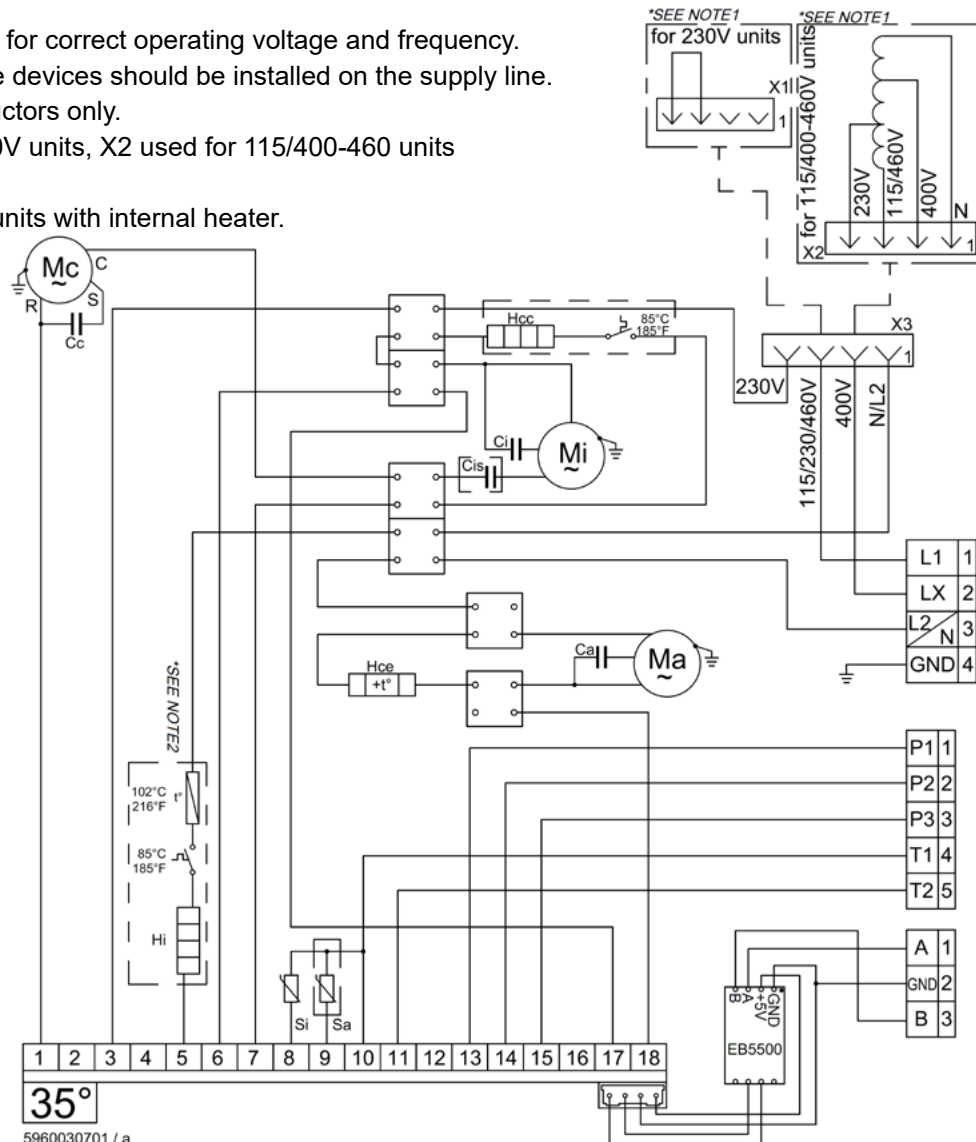 for correct operating voltage and frequency.
e devices should be installed on the supply line.
uctors only.
0V units, X2 used for 115/400-460 units
units with internal heater.
*SEE NOTE1
for 230V units
X1
1
*SEE NOTE1
for 115/400-460V units
230V
115/460V
400V
N
X2
1
Mc
~
C
R
S
Cc
Hcc
85°C
185°F
X3
1
230V
115/230/460V
400V
N/L2
Ci
Cis
Mi
~
L1 1
LX 2
L2/N 3
GND 4
Ca
Ma
~
Hce
+t°
*SEE NOTE2
102°C
216°F
t°
85°C
185°F
Hi
P1 1
P2 2
P3 3
T1 4
T2 5
A 1
GND 2
B 3
B A +5V GND
EB5500
Si
Sa
1 2 3 4 5 6 7 8 9 10 11 12 13 14 15 16 17 18
35°
5960030701 / a